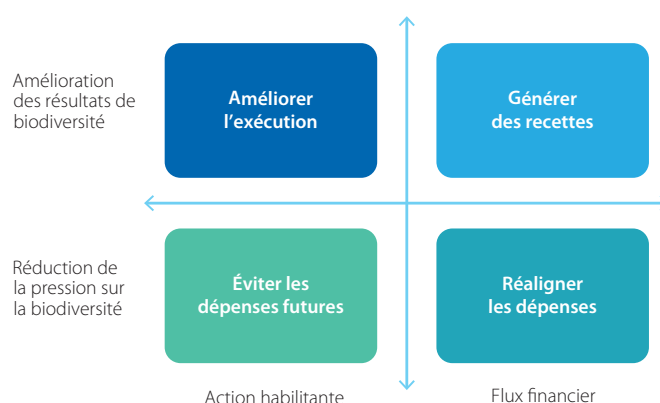 Amélioration
des résultats de
biodiversité
Améliorer
l'exécution
Générer
des recettes
Réduction de
la pression sur
la biodiversité
Éviter les
dépenses futures
Réaligner
les dépenses
Action habilitante
Flux financier